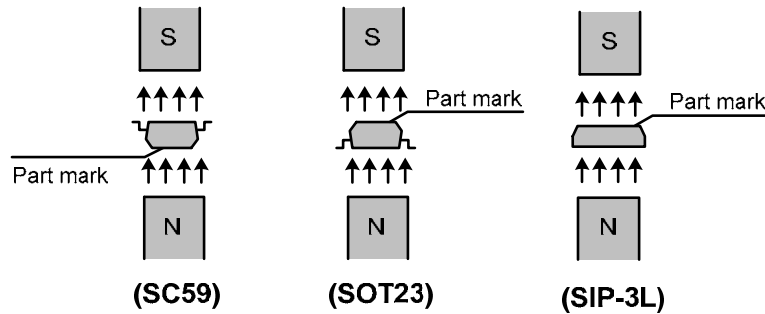 S
S
S
Part mark
Part mark
Part mark
N
N
N
(SC59)
(SOT23)
(SIP-3L)